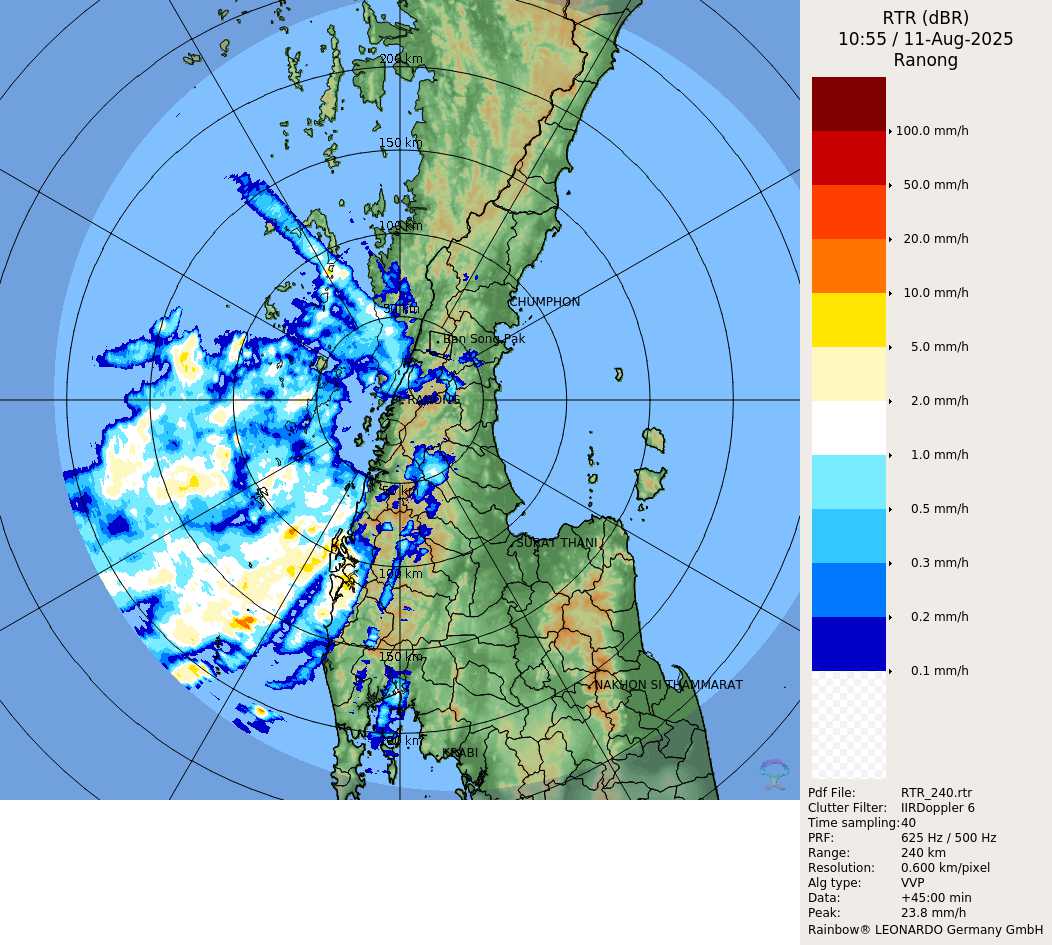 RTR (dBR)
10:55 / 11-Aug-2025
Ranong
100.0 mm/h
50.0 mm/h
20.0 mm/h
10.0 mm/h
5.0 mm/h
2.0 mm/h
1.0 mm/h
0.5 mm/h
0.3 mm/h
0.2 mm/h
0.1 mm/h
Pdf File: RTR_240.rtr
Clutter Filter: IIRDoppler 6
Time sampling: 40
PRF: 625 Hz / 500 Hz
Range: 240 km
Resolution: 0.600 km/pixel
Alg type: VVP
Data: +45:00 min
Peak: 23.8 mm/h
Rainbow® LEONARDO Germany GmbH
200 km
150 km
100 km
50 km
CHUMPHON
Ban Song Pak
RANONG
50 km
SURAT THANI
100 km
150 km
NAKHON SI THAMMARAT
200 km
KRABI